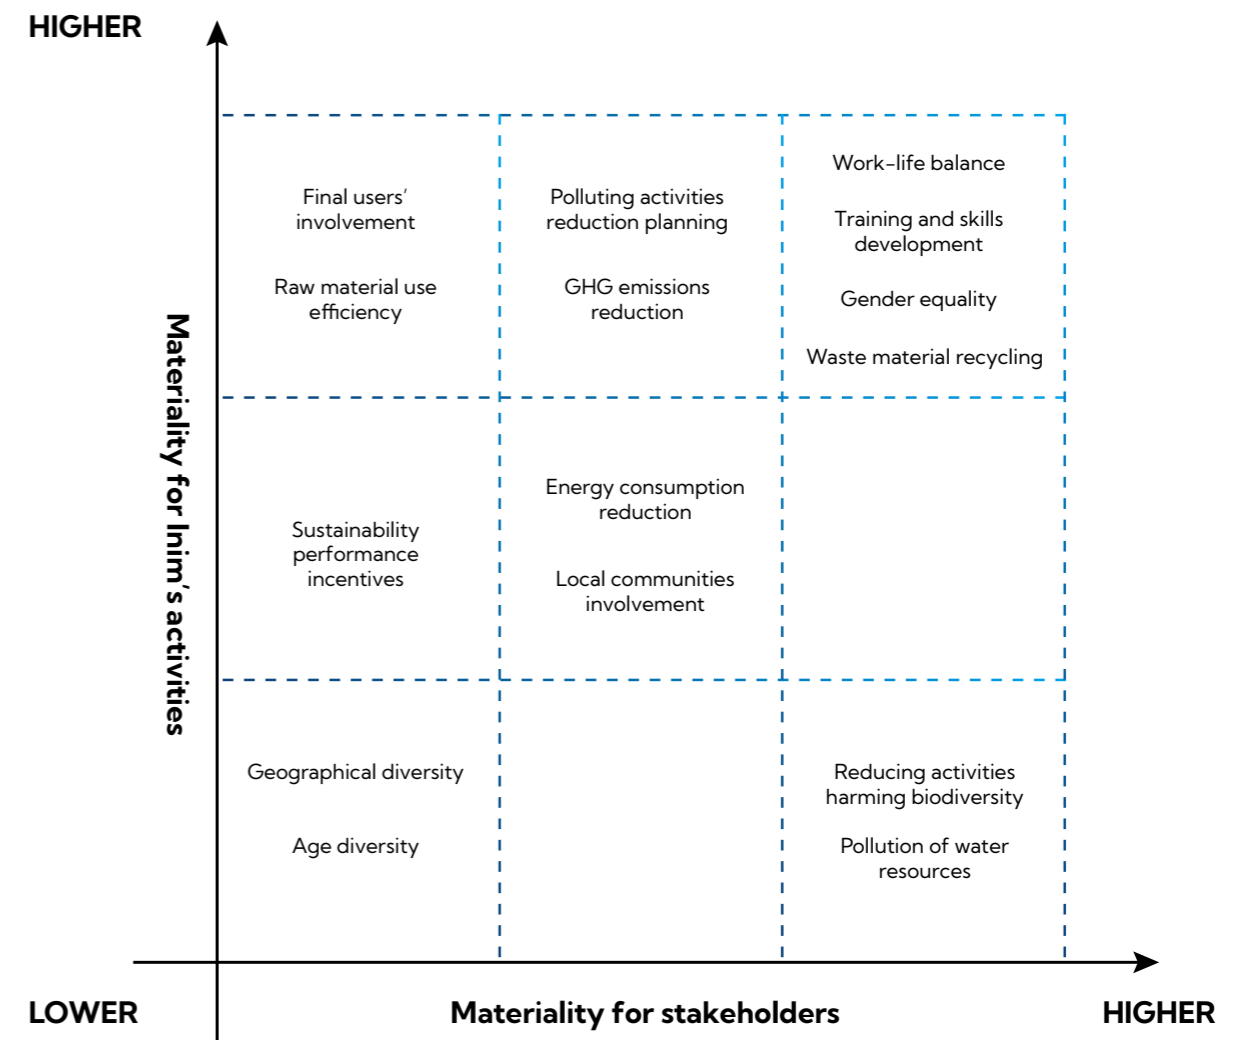 HIGHER
Materiality for Inim's activities
Final users'
involvement
Raw material use
efficiency
Polluting activities
reduction planning
GHG emissions
reduction
Work-life balance
Training and skills
development
Gender equality
Waste material recycling
Sustainability
performance
incentives
Energy consumption
reduction
Local communities
involvement
Geographical diversity
Age diversity
Reducing activities
harming biodiversity
Pollution of water
resources
LOWER
Materiality for stakeholders
HIGHER